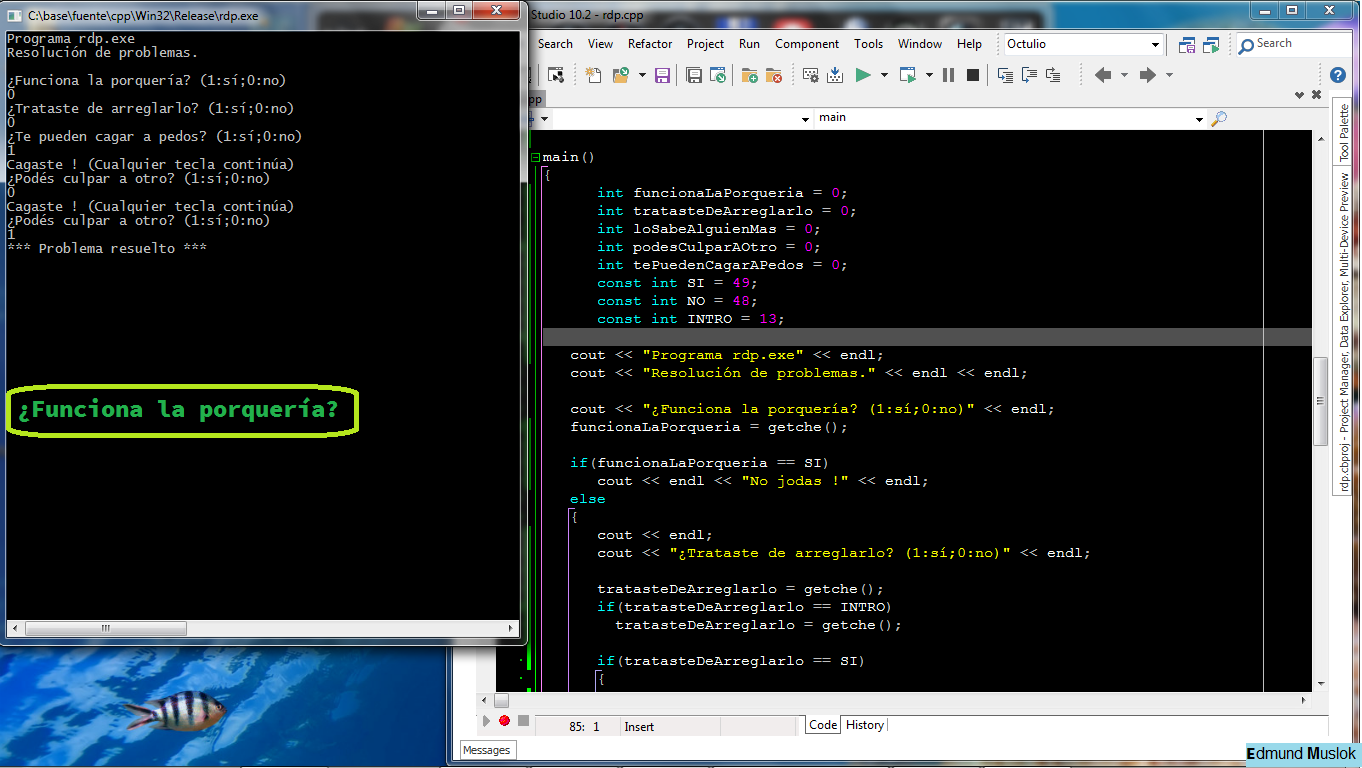 C:\base\fuente\cpp\Win32\Release\rdp.exe
Programa rdp.exe
Resolución de problemas.
¿Funciona la porquería? (1:sí;0:no)
0
¿Trataste de arreglarlo? (1:sí;0:no)
0
¿Te pueden cagar a pedos? (1:sí;0:no)
1
Cagaste ! (Cualquier tecla continúa)
¿Podés culpar a otro? (1:sí;0:no)
0
Cagaste ! (Cualquier tecla continúa)
¿Podés culpar a otro? (1:sí;0:no)
1
*** Problema resuelto ***
¿Funciona la porquería?
Studio 10.2 - rdp.cpp
Search View Refactor Project Run Component Tools Window Help Octulio Search
main
main()
{
int funcionaLaPorqueria = 0;
int tratasteDeArreglarlo = 0;
int loSabeAlguienMas = 0;
int podesCulparAOtro = 0;
int tePuedenCagarAPedos = 0;
const int SI = 49;
const int NO = 48;
const int INTRO = 13;
cout << "Programa rdp.exe" << endl;
cout << "Resolución de problemas." << endl << endl;
cout << "¿Funciona la porquería? (1:sí;0:no)" << endl;
funcionaLaPorqueria = getche();
if(funcionaLaPorqueria == SI)
cout << endl << "No jodas !" << endl;
else
{
cout << endl;
cout << "¿Trataste de arreglarlo? (1:sí;0:no)" << endl;
tratasteDeArreglarlo = getche();
if(tratasteDeArreglarlo == INTRO)
tratasteDeArreglarlo = getche();
if(tratasteDeArreglarlo == SI)
{
85: 1 Insert Code History
Messages
Tool Palette
rdp.cbproj - Project Manager, Data Explorer, Multi-Device Preview
Edmund Muslok